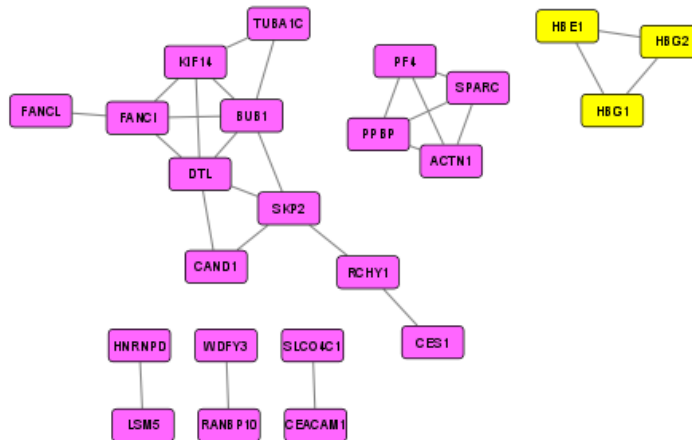 TUBA1C
HBE1
HBG2
KIF14
PF4
SPARC
FANCL
FANCI
BUB1
HBG1
PPBP
ACTN1
DTL
SKP2
CAND1
RCHY1
CES1
HNRNPD
WDFY3
SLCO4C1
LSM5
RANBP10
CEACAM1